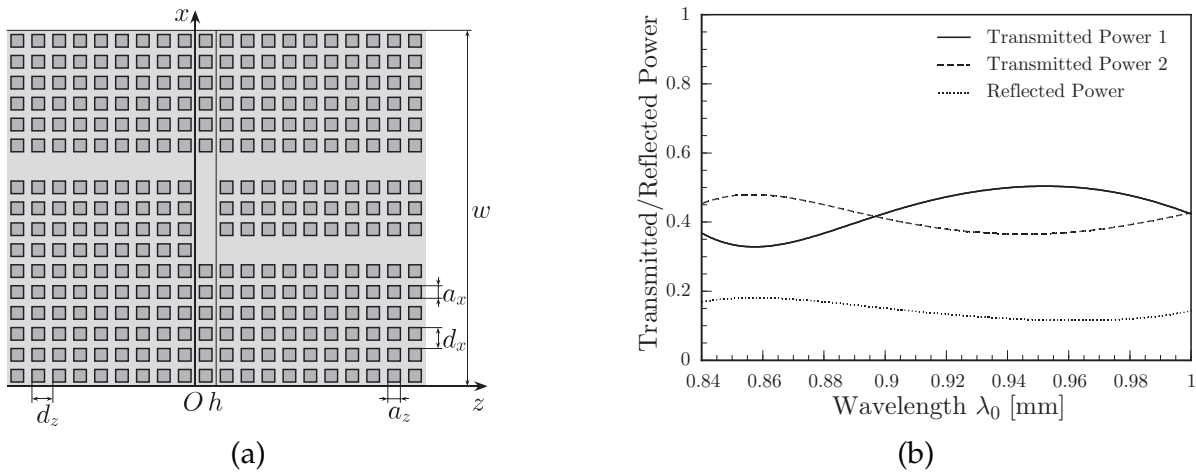 x
w
a_x
d_x
O h
z
d_z
a_z
(a)
Transmitted/Reflected Power
1
0.8
0.6
0.4
0.2
0
Transmitted Power 1
Transmitted Power 2
Reflected Power
0.84 0.86 0.88 0.9 0.92 0.94 0.96 0.98 1
Wavelength λ₀ [mm]
(b)